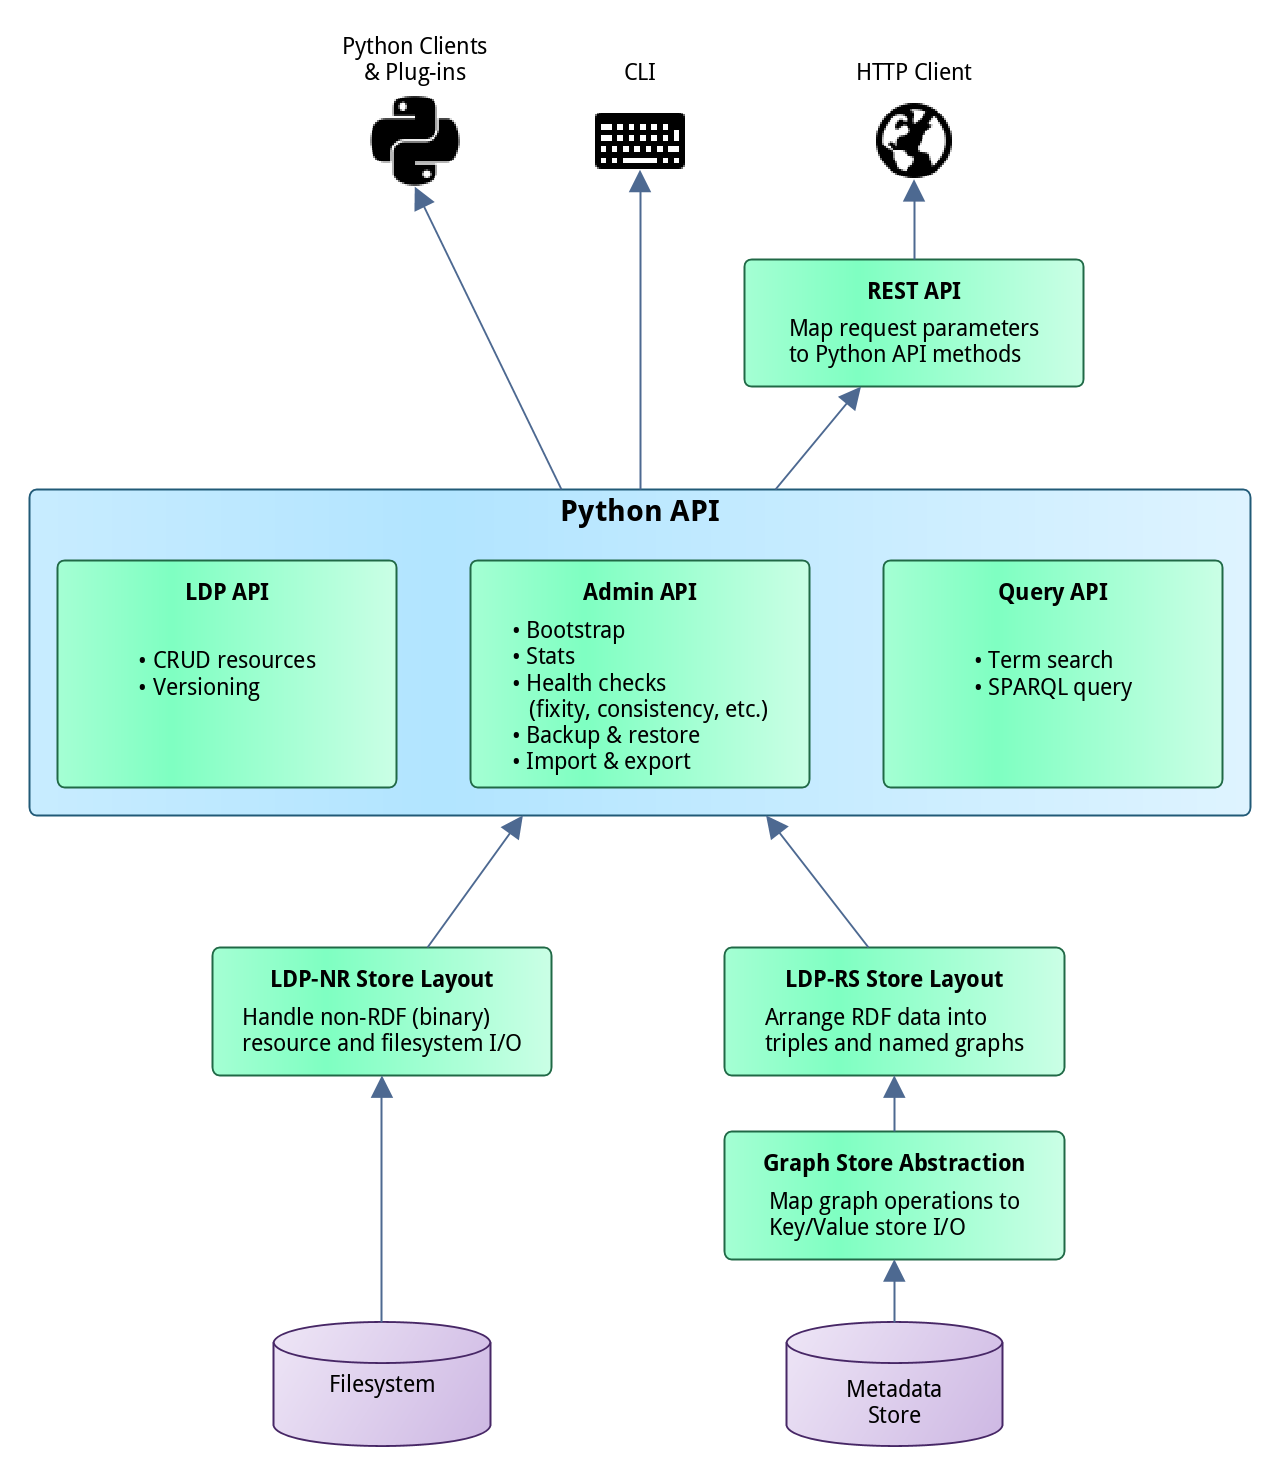 Python Clients
& Plug-ins
CLI
HTTP Client
REST API
Map request parameters
to Python API methods
Python API
LDP API
• CRUD resources
• Versioning
Admin API
• Bootstrap
• Stats
• Health checks
(fixity, consistency, etc.)
• Backup & restore
• Import & export
Query API
• Term search
• SPARQL query
LDP-NR Store Layout
Handle non-RDF (binary)
resource and filesystem I/O
LDP-RS Store Layout
Arrange RDF data into
triples and named graphs
Graph Store Abstraction
Map graph operations to
Key/Value store I/O
Filesystem
Metadata
Store